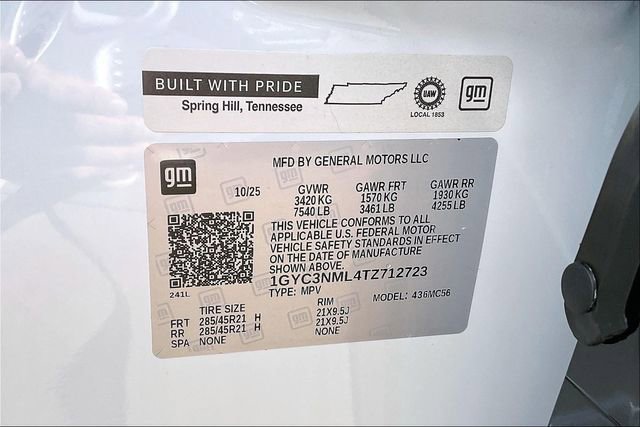 BUILT WITH PRIDE
Spring Hill, Tennessee
UAW
LOCAL 1853
gm
gm
MFD BY GENERAL MOTORS LLC
10/25
GVWR GAWR FRT GAWR RR
3420 KG 1570 KG 1930 KG
7540 LB 3461 LB 4255 LB
THIS VEHICLE CONFORMS TO ALL
APPLICABLE U.S. FEDERAL MOTOR
VEHICLE SAFETY STANDARDS IN EFFECT
ON THE DATE OF MANUFACTURE
SHOWN ABOVE.
1GYC3NML4TZ712723
TYPE: MPV MODEL: 436MC56
241L
TIRE SIZE RIM
FRT 285/45R21 H 21X9.5J
RR 285/45R21 H 21X9.5J
SPA NONE NONE